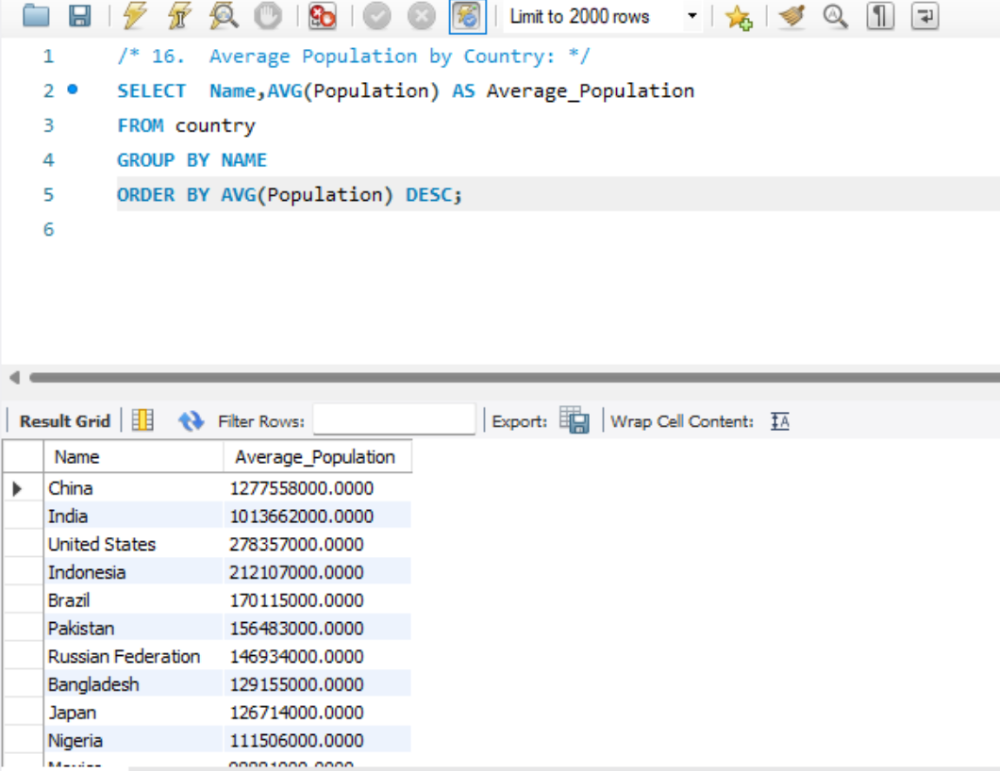 Limit to 2000 rows
1 /* 16.  Average Population by Country: */
2 SELECT  Name,AVG(Population) AS Average_Population
3 FROM country
4 GROUP BY NAME
5 ORDER BY AVG(Population) DESC;
6
Result Grid Filter Rows: Export: Wrap Cell Content:
Name Average_Population
China 1277558000.0000
India 1013662000.0000
United States 278357000.0000
Indonesia 212107000.0000
Brazil 170115000.0000
Pakistan 156483000.0000
Russian Federation 146934000.0000
Bangladesh 129155000.0000
Japan 126714000.0000
Nigeria 111506000.0000